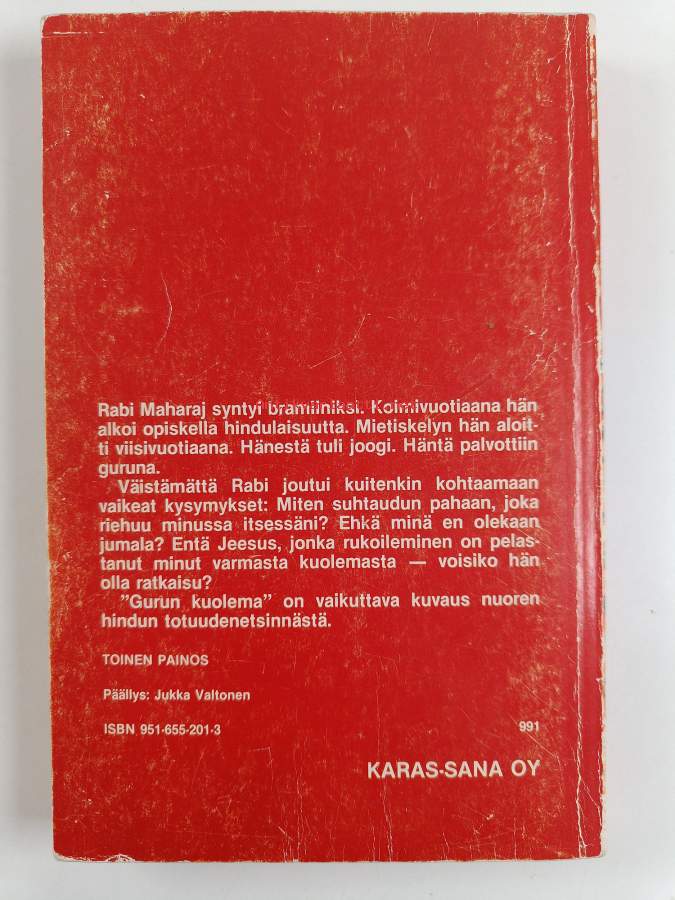 Rabi Maharaj syntyi bramiiniksi. Kolmivuotiaana hän
alkoi opiskella hindulaisuutta. Mietiskelyn hän aloit-
ti viisivuotiaana. Hänestä tuli joogi. Häntä palvottiin
guruna.
Väistämättä Rabi joutui kuitenkin kohtaamaan
vaikeat kysymykset: Miten suhtaudun pahaan, joka
riehuu minussa itsessäni? Ehkä minä en olekaan
jumala? Entä Jeesus, jonka rukoileminen on pelas-
tanut minut varmasta kuolemasta — voisiko hän
olla ratkaisu?
”Gurun kuolema” on vaikuttava kuvaus nuoren
hindun totuudenetsinnästä.
TOINEN PAINOS
Päällys: Jukka Valtonen
ISBN 951-655-201-3 991
KARAS-SANA OY